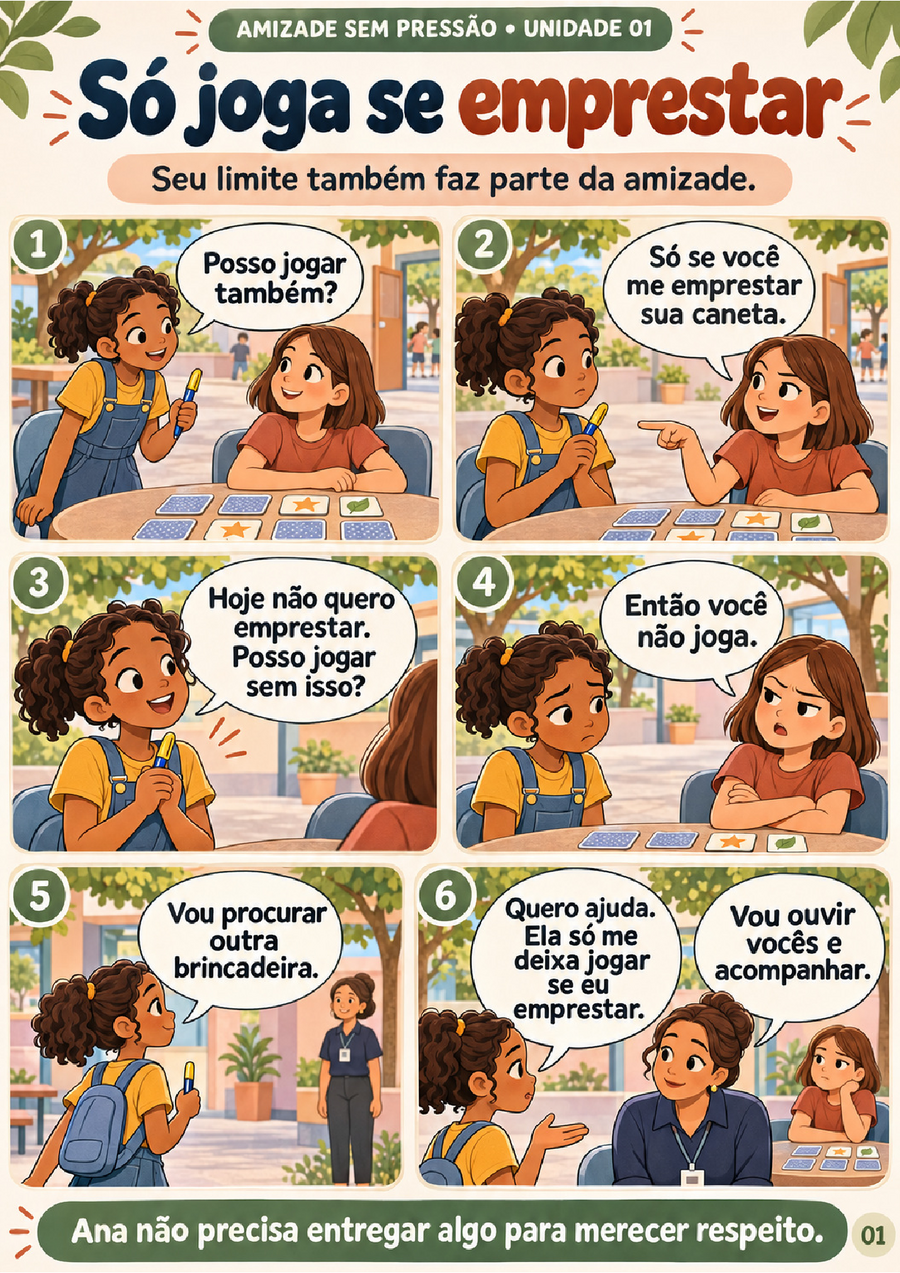 AMIZADE SEM PRESSÃO • UNIDADE 01
Só joga se emprestar
Seu limite também faz parte da amizade.
1
Posso jogar
também?
2
Só se você
me emprestar
sua caneta.
3
Hoje não quero
emprestar.
Posso jogar
sem isso?
4
Então você
não joga.
5
Vou procurar
outra
brincadeira.
6
Quero ajuda.
Ela só me
deixa jogar
se eu
emprestar.
Vou ouvir
vocês e
acompanhar.
Ana não precisa entregar algo para merecer respeito.
01